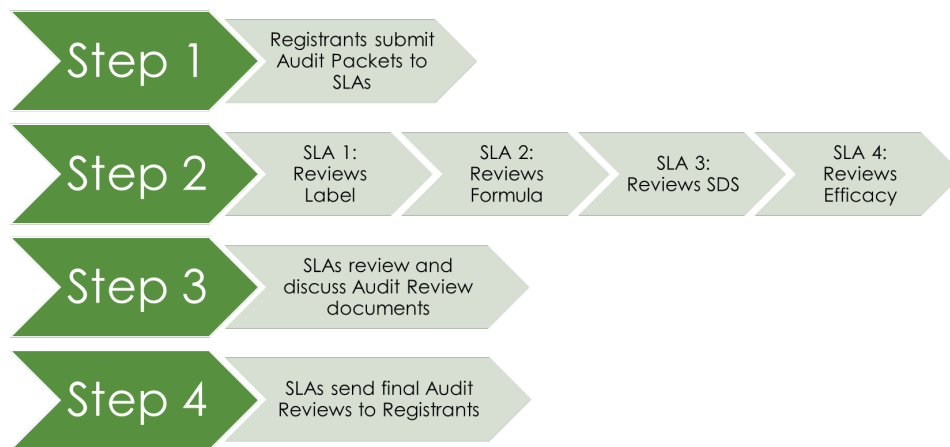 Step 1
Registrants submit
Audit Packets to
SLAs
Step 2
SLA 1:
Reviews
Label
SLA 2:
Reviews
Formula
SLA 3:
Reviews SDS
SLA 4:
Reviews
Efficacy
Step 3
SLAs review and
discuss Audit Review
documents
Step 4
SLAs send final Audit
Reviews to Registrants